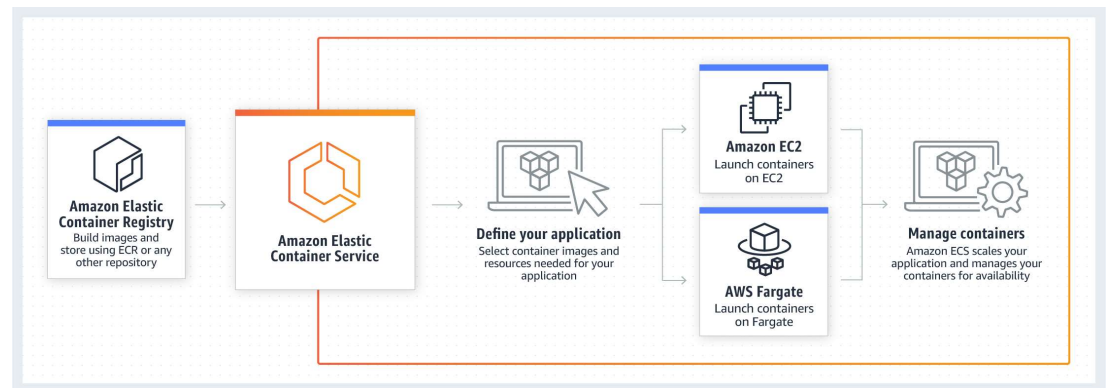 Amazon Elastic
Container Registry
Build images and
store using ECR or any
other repository
Amazon Elastic
Container Service
Define your application
Select container images and
resources needed for your
application
Amazon EC2
Launch containers
on EC2
AWS Fargate
Launch containers
on Fargate
Manage containers
Amazon ECS scales your
application and manages your
containers for availability